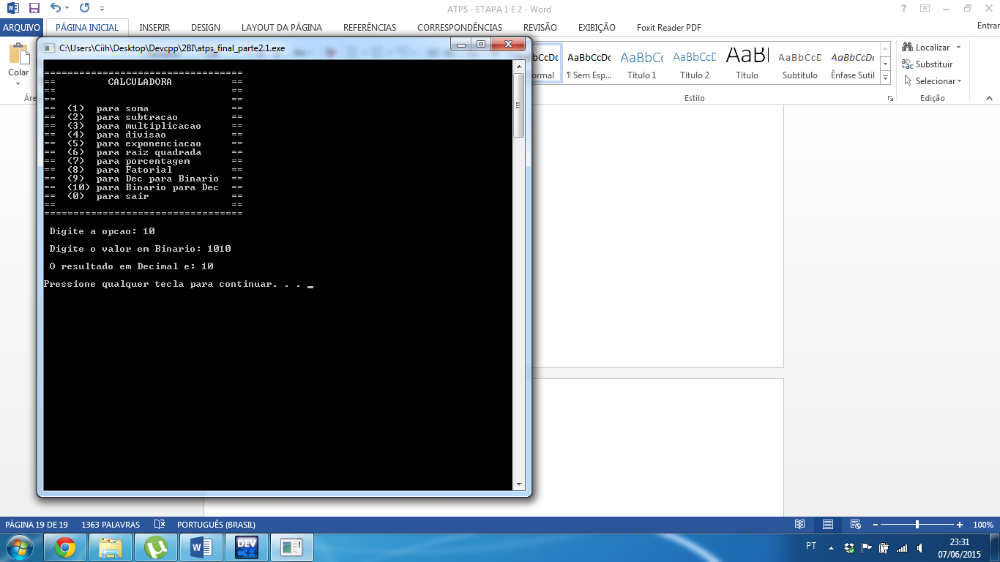 ATPS - ETAPA 1 E 2 - Word
ARQUIVO PÁGINA INICIAL INSERIR DESIGN LAYOUT DA PÁGINA REFERÊNCIAS CORRESPONDÊNCIAS REVISÃO EXIBIÇÃO Foxit Reader PDF Entrar
C:\Users\Ciih\Desktop\Devcpp\2BI\atps_final_parte2.1.exe
Colar
AaBbCcDc AaBbCc AaBbCcD AaB AaBbCcD AaBbCcDc
¶ Sem Esp... Título 1 Título 2 Título Subtítulo Ênfase Sutil
Estilo
Localizar
Substituir
Selecionar
Edição
==================================
== CALCULADORA ==
== ==
== ==
== (1) para soma ==
== (2) para subtracao ==
== (3) para multiplicacao ==
== (4) para divisao ==
== (5) para exponenciacao ==
== (6) para raiz quadrada ==
== (7) para porcentagem ==
== (8) para Fatorial ==
== (9) para Dec para Binario ==
== (10) para Binario para Dec ==
== (0) para sair ==
== ==
==================================
Digite a opcao: 10
Digite o valor em Binario: 1010
O resultado em Decimal e: 10
Pressione qualquer tecla para continuar. . . _
PÁGINA 19 DE 19 1363 PALAVRAS PORTUGUÊS (BRASIL) 100%
DEV C++
PT
23:31
07/06/2015